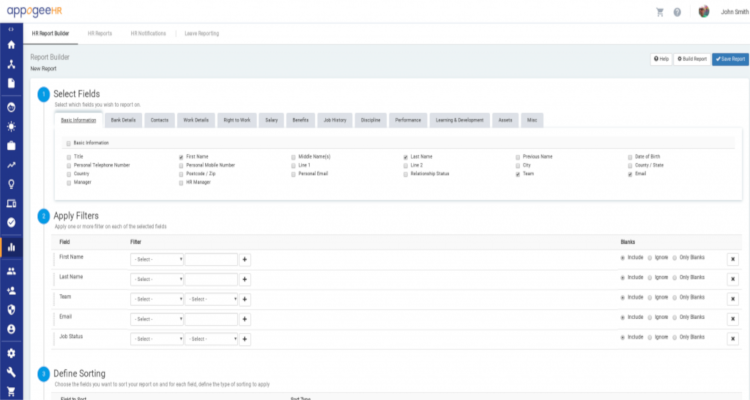 appogeeHR
John Smith
HR Report Builder HR Reports HR Notifications Leave Reporting
Report Builder
New Report
Help Build Report Save Report
1 Select Fields
Select which fields you wish to report on.
Basic Information Bank Details Contacts Work Details Right to Work Salary Benefits Job History Discipline Performance Learning & Development Assets Misc
Basic Information
Title First Name Middle Name(s) Last Name Previous Name Date of Birth
Personal Telephone Number Personal Mobile Number Line 1 Line 2 City County / State
Country Postcode / Zip Personal Email Relationship Status Team Email
Manager HR Manager
2 Apply Filters
Apply one or more filter on each of the selected fields
Field Filter Blanks
First Name - Select - + Include Ignore Only Blanks x
Last Name - Select - + Include Ignore Only Blanks x
Team - Select - - Select - + Include Ignore Only Blanks x
Email - Select - + Include Ignore Only Blanks x
Job Status - Select - - Select - + Include Ignore Only Blanks x
3 Define Sorting
Choose the fields you want to sort your report on and for each field, define the type of sorting to apply
Field to Sort Sort Type